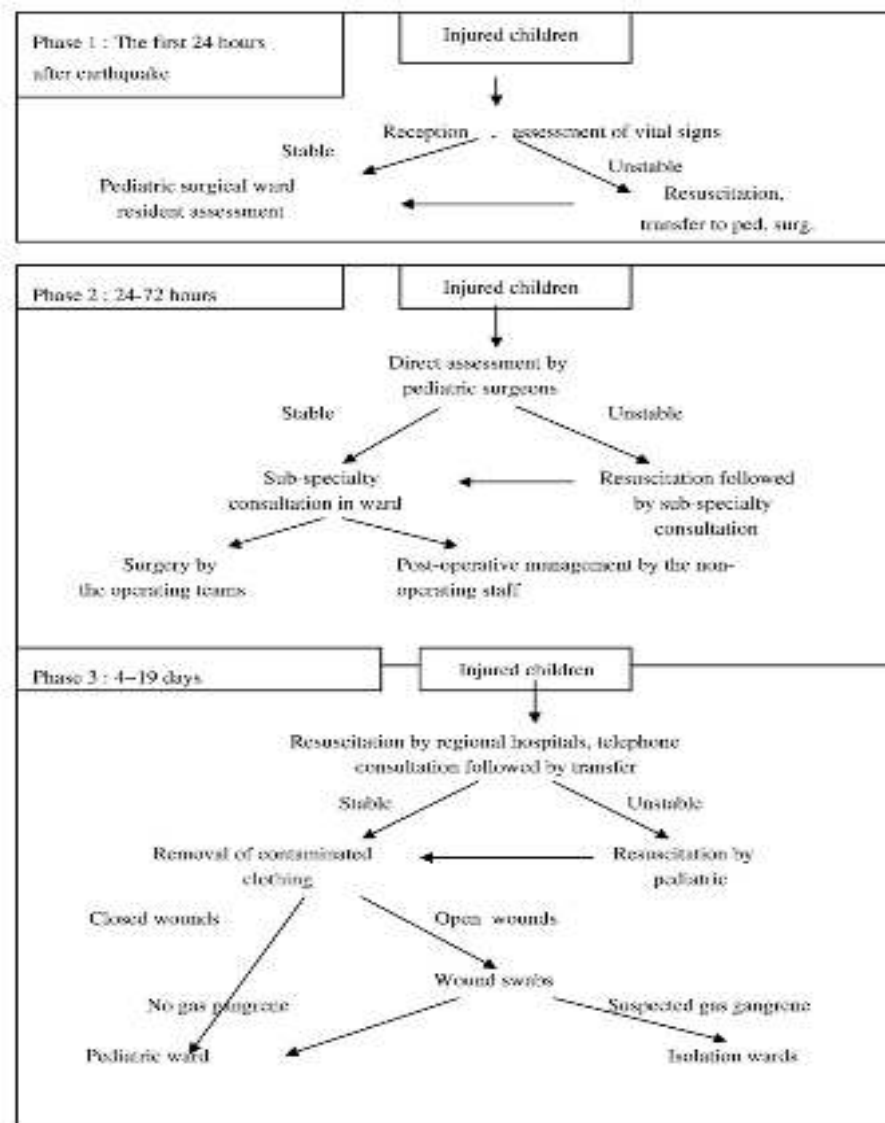 Phase 1 : The first 24 hours
after earthquake
Injured children
Reception . assessment of vital signs
Stable
Unstable
Pediatric surgical ward
resident assessment
Resuscitation,
transfer to ped, surg.
Phase 2 : 24-72 hours
Injured children
Direct assessment by
pediatric surgeons
Stable
Unstable
Sub-specialty
consultation in ward
Resuscitation followed
by sub-specialty
consultation
Surgery by
the operating teams
Post-operative management by the non-
operating staff
Phase 3 : 4–19 days
Injured children
Resuscitation by regional hospitals, telephone
consultation followed by transfer
Stable
Unstable
Removal of contaminated
clothing
Resuscitation by
pediatric
Closed wounds
Open wounds
Wound swabs
No gas gangrene
Suspected gas gangrene
Pediatric ward
Isolation wards